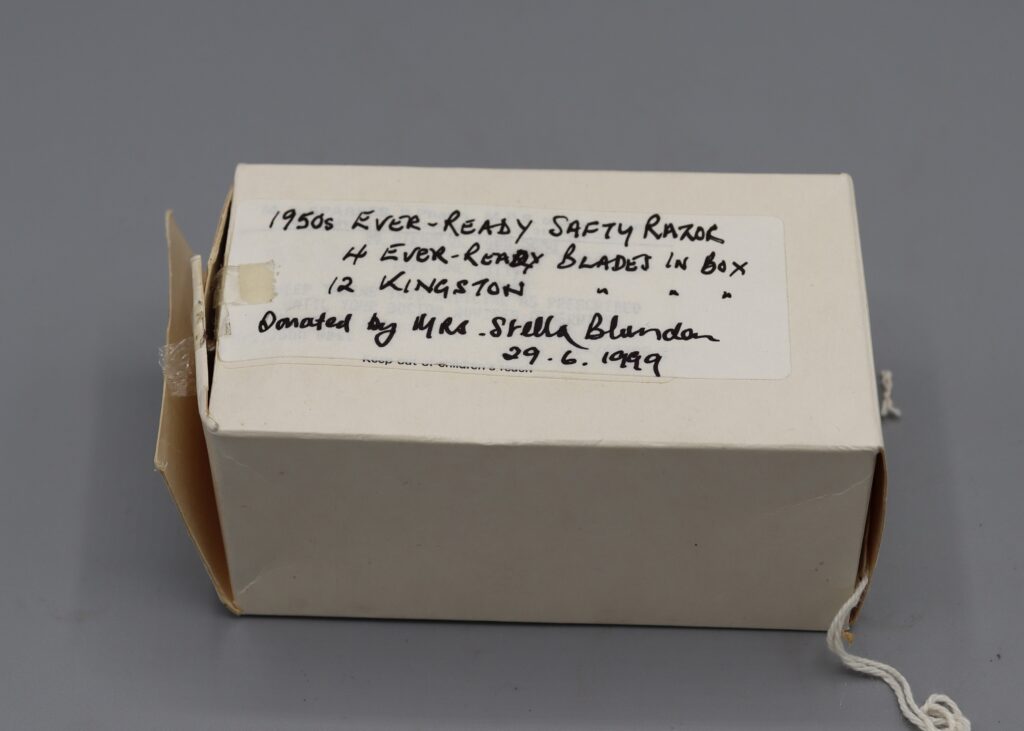 1950s EVER-READY SAFTY RAZOR
4 EVER-READY BLADES IN BOX
12 KINGSTON " " "
Donated by MRS. Stella Blandan
29.6.1999
Keep out of children's reach